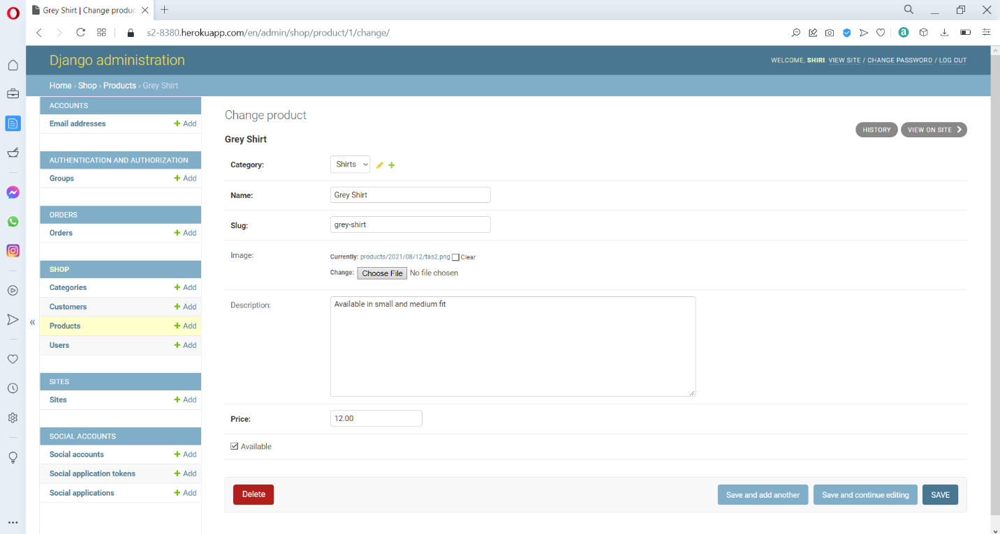 Grey Shirt | Change produc
s2-8380.herokuapp.com/en/admin/shop/product/1/change/
a
Django administration
WELCOME, SHIRI. VIEW SITE / CHANGE PASSWORD / LOG OUT
Home › Shop › Products › Grey Shirt
ACCOUNTS
Email addresses + Add
AUTHENTICATION AND AUTHORIZATION
Groups + Add
ORDERS
Orders + Add
SHOP
Categories + Add
Customers + Add
Products + Add
Users + Add
SITES
Sites + Add
SOCIAL ACCOUNTS
Social accounts + Add
Social application tokens + Add
Social applications + Add
«
Change product
HISTORY VIEW ON SITE
Grey Shirt
Category: Shirts
Name: Grey Shirt
Slug: grey-shirt
Image: Currently: products/2021/08/12/tas2.png Clear
Change: Choose File No file chosen
Description: Available in small and medium fit
Price: 12.00
Available
Delete Save and add another Save and continue editing SAVE